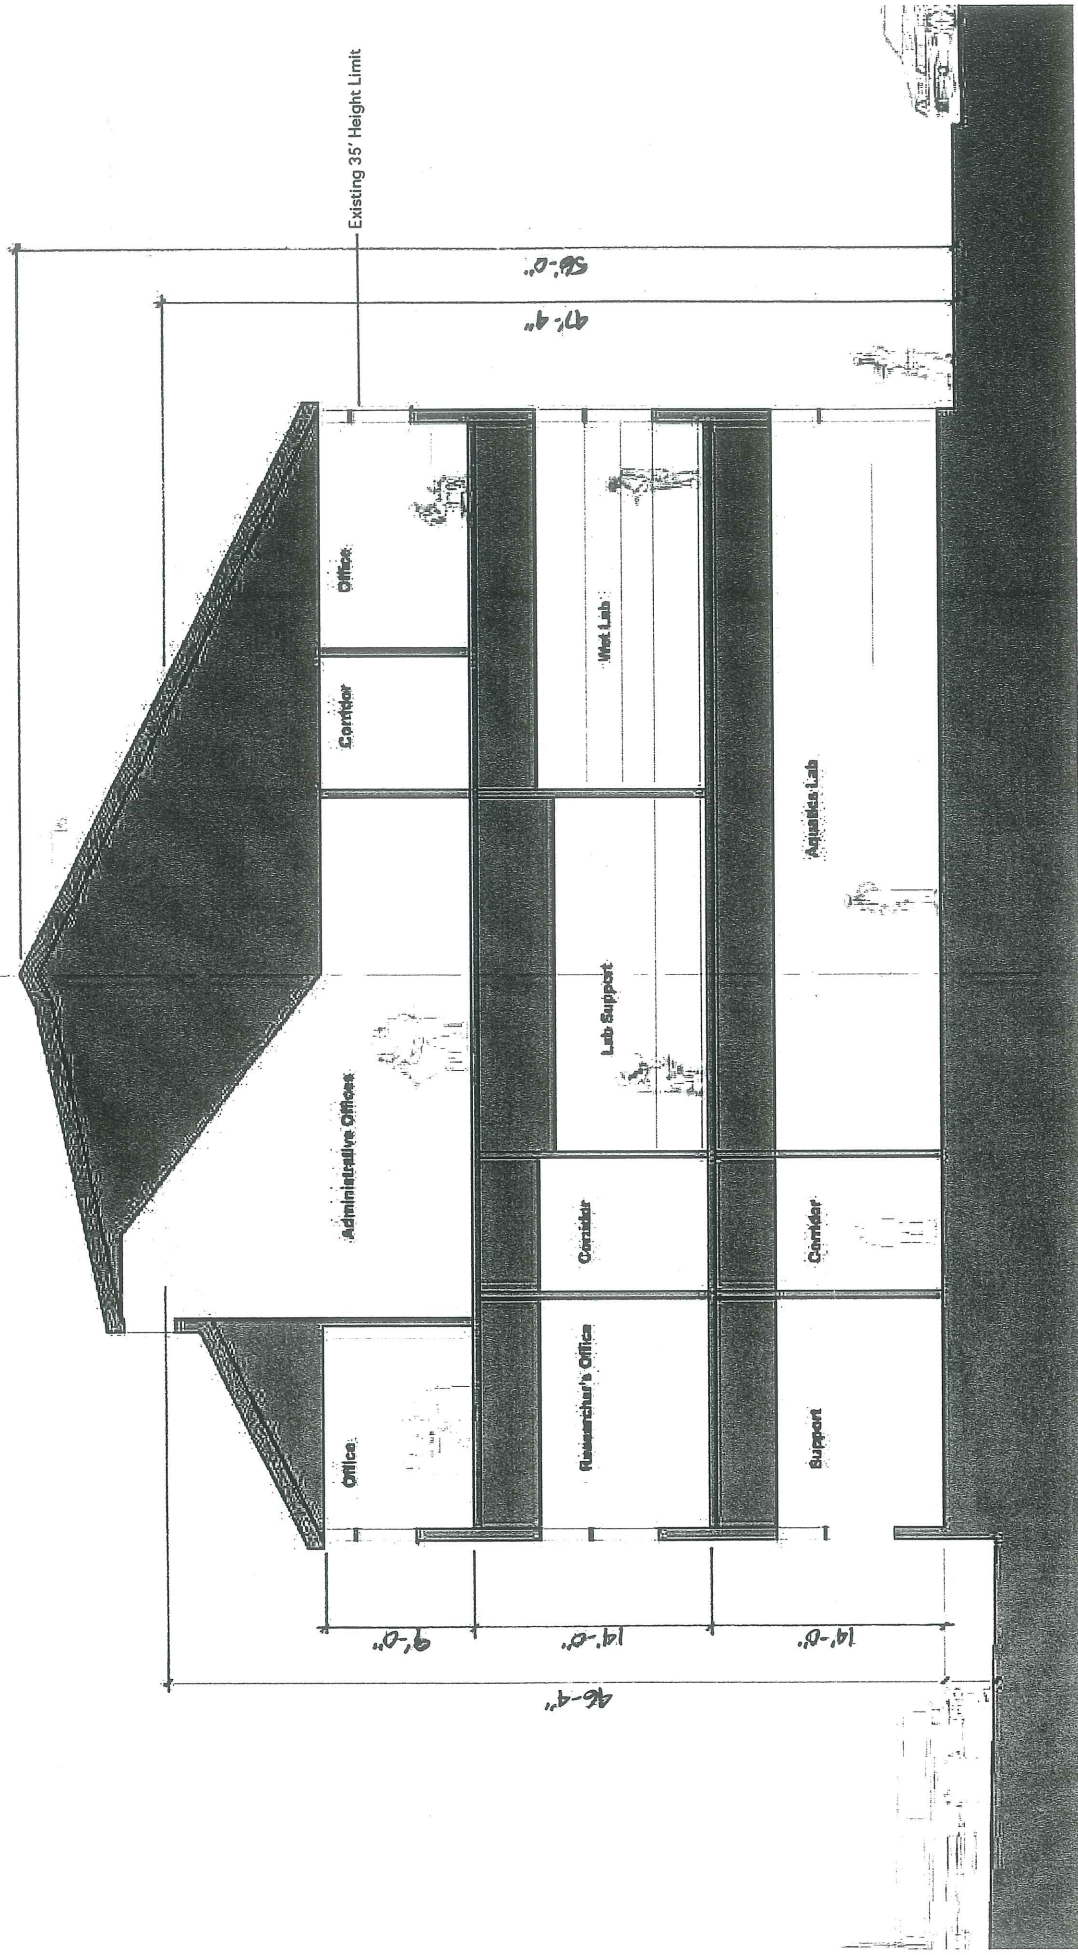 Existing 35' Height Limit
56'-0"
47'-4"
Office
Corridor
Administrative Offices
Office
Wet Lab
Lab Support
Corridor
Researcher's Office
Aquatics Lab
Corridor
Support
9'-0"
14'-0"
14'-0"
46'-4"